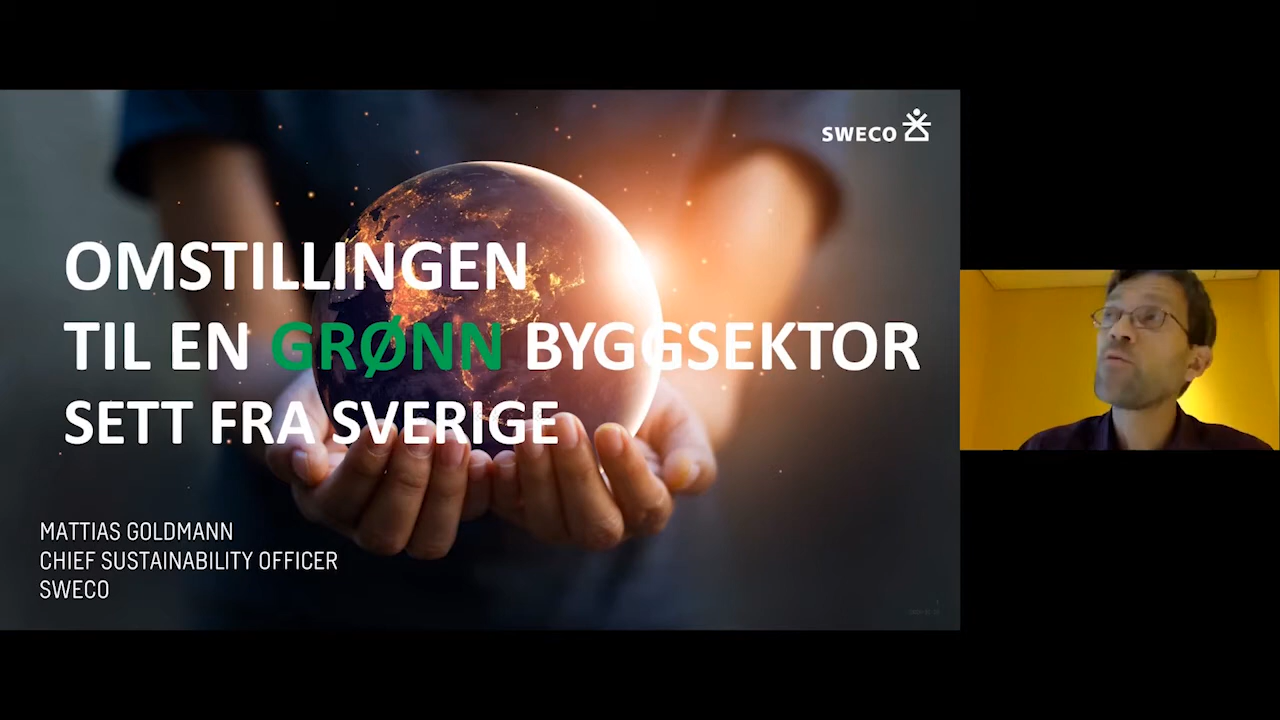 SWECO
OMSTILLINGEN
TIL EN GRØNN BYGGSEKTOR
SETT FRA SVERIGE
MATTIAS GOLDMANN
CHIEF SUSTAINABILITY OFFICER
SWECO